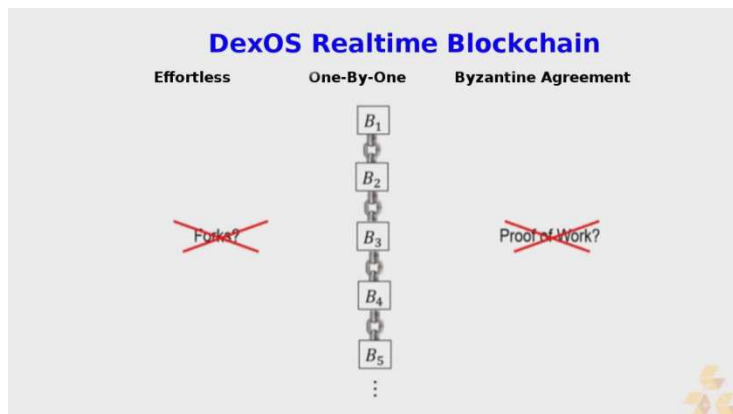 DexOS Realtime Blockchain
Effortless One-By-One Byzantine Agreement
B₁
B₂
Forks? B₃ Proof of Work?
B₄
B₅
⋮